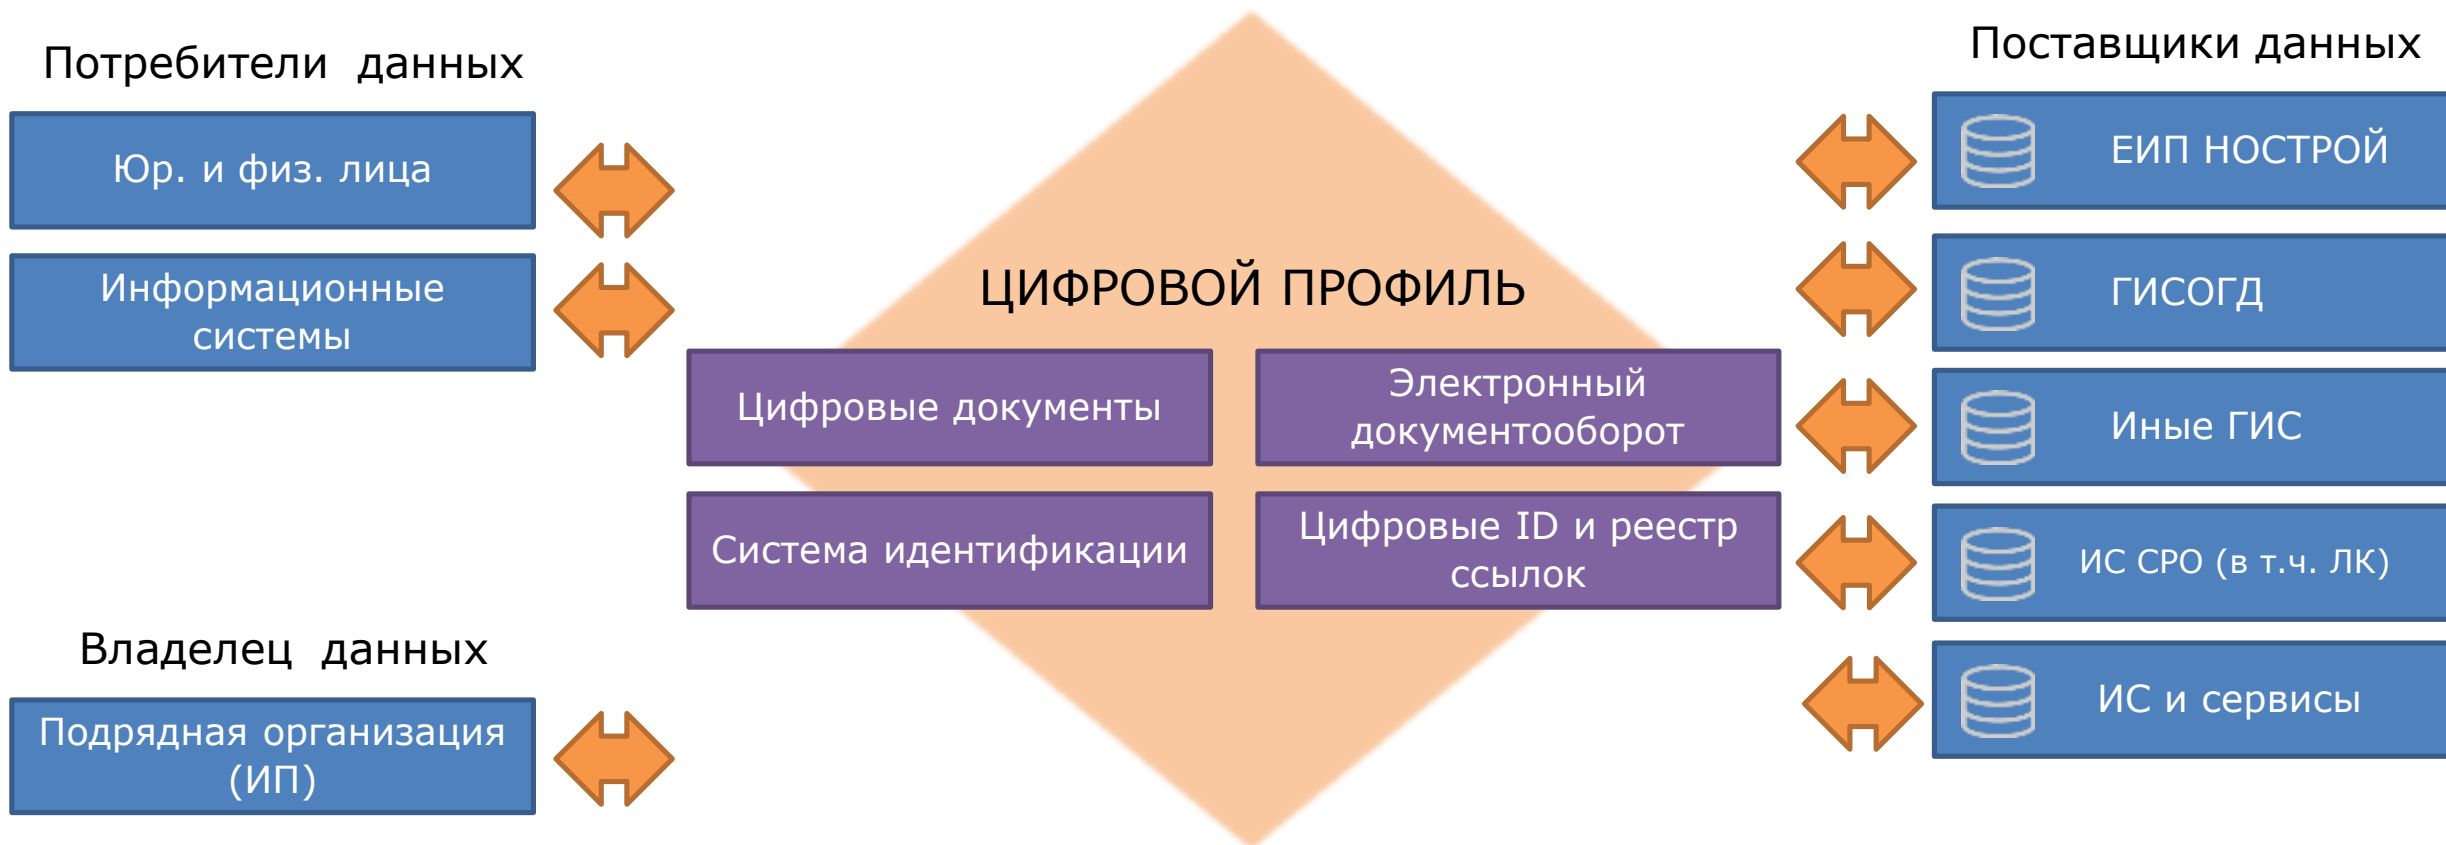 Потребители данных
Юр. и физ. лица
Информационные
системы
Владелец данных
Подрядная организация
(ИП)
ЦИФРОВОЙ ПРОФИЛЬ
Цифровые документы
Электронный
документооборот
Система идентификации
Цифровые ID и реестр
ссылок
Поставщики данных
ЕИП НОСТРОЙ
ГИСОГД
Иные ГИС
ИС СРО (в т.ч. ЛК)
ИС и сервисы